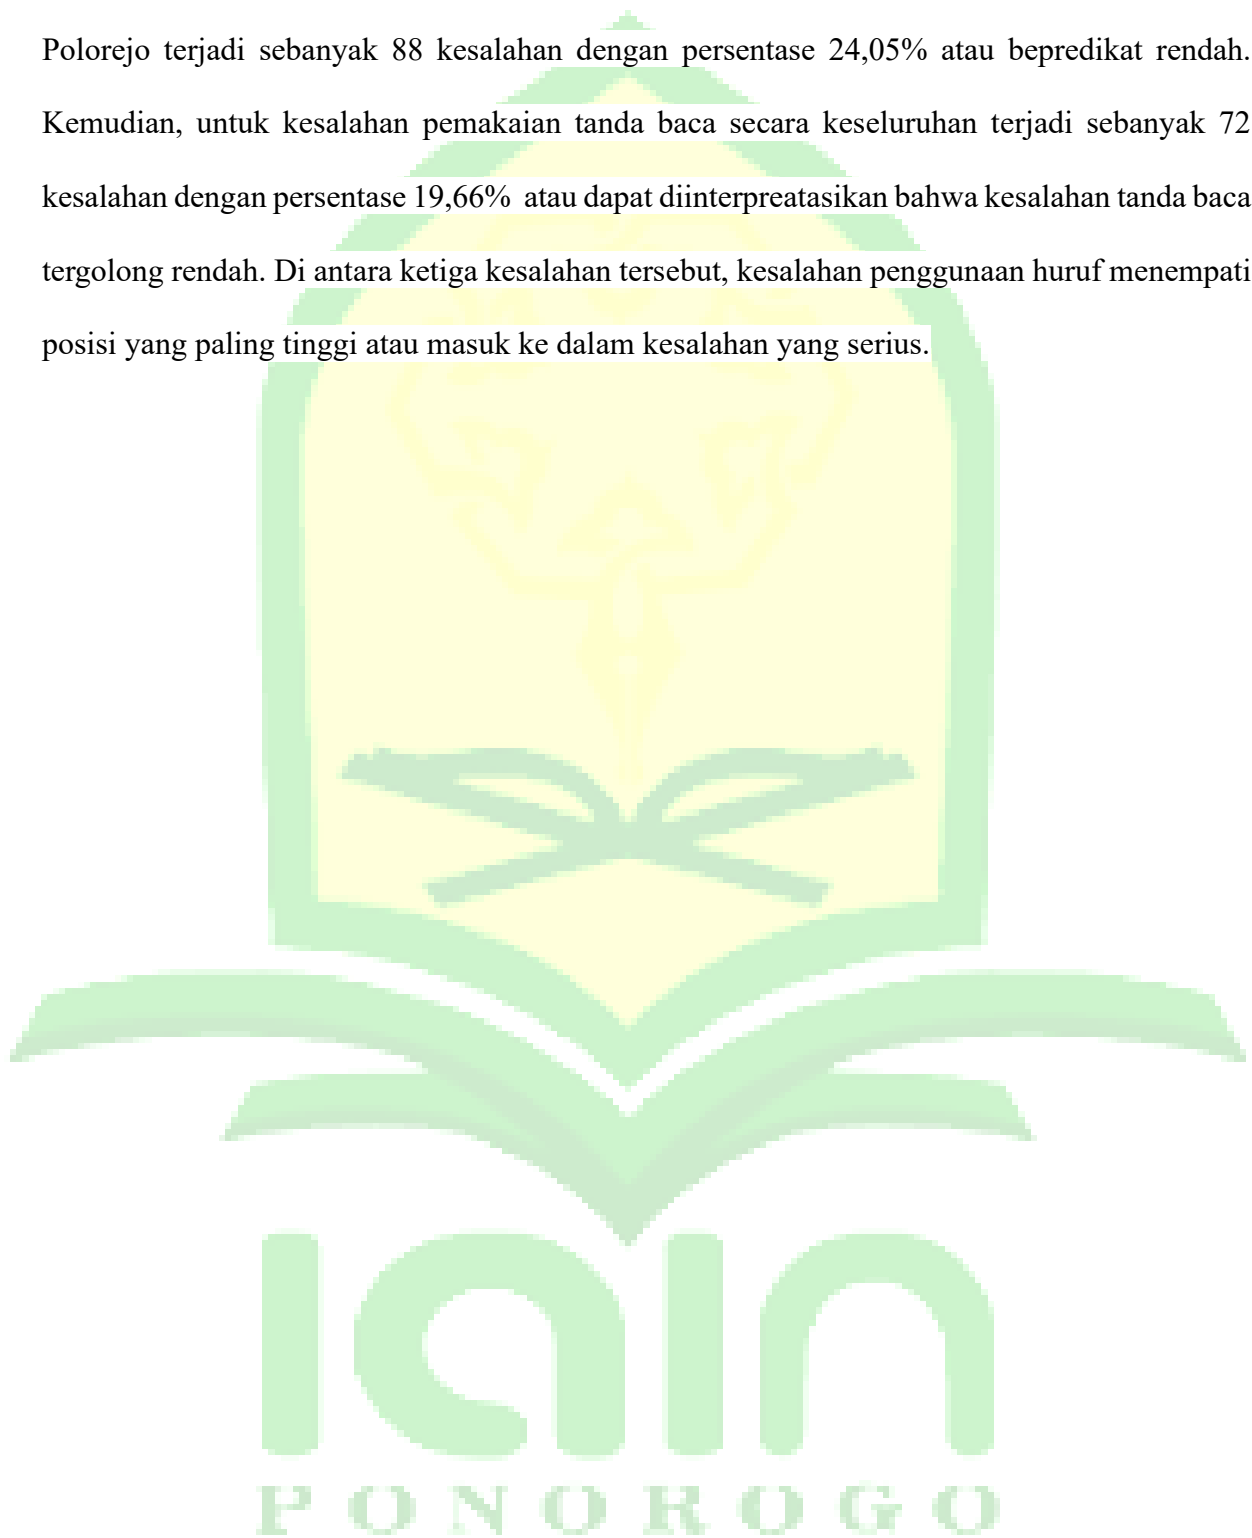 Polorejo terjadi sebanyak 88 kesalahan dengan persentase 24,05% atau bepredikat rendah.
Kemudian, untuk kesalahan pemakaian tanda baca secara keseluruhan terjadi sebanyak 72
kesalahan dengan persentase 19,66% atau dapat diinterpreatasikan bahwa kesalahan tanda baca
tergolong rendah. Di antara ketiga kesalahan tersebut, kesalahan penggunaan huruf menempati
posisi yang paling tinggi atau masuk ke dalam kesalahan yang serius.
iain
PONOROGO